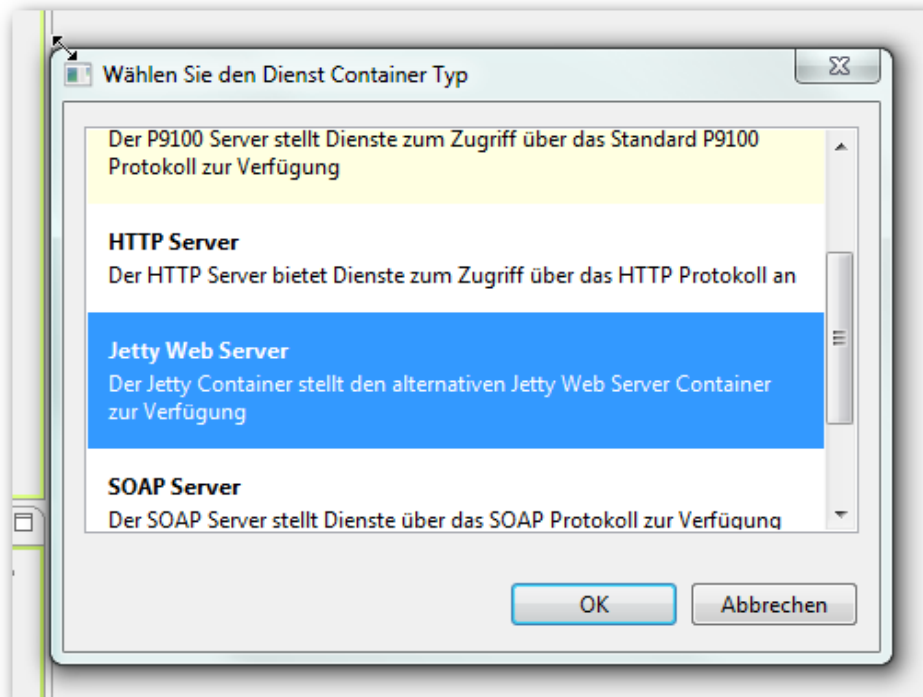 Wählen Sie den Dienst Container Typ
Der P9100 Server stellt Dienste zum Zugriff über das Standard P9100
Protokoll zur Verfügung
HTTP Server
Der HTTP Server bietet Dienste zum Zugriff über das HTTP Protokoll an
Jetty Web Server
Der Jetty Container stellt den alternativen Jetty Web Server Container
zur Verfügung
SOAP Server
Der SOAP Server stellt Dienste über das SOAP Protokoll zur Verfügung
OK
Abbrechen